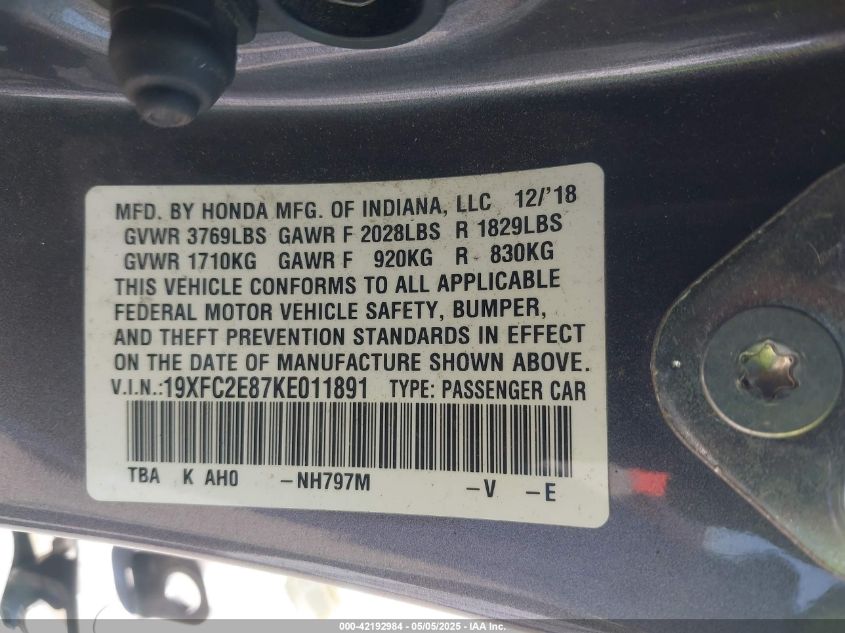 MFD. BY HONDA MFG. OF INDIANA, LLC 12/'18
GVWR 3769LBS GAWR F 2028LBS R 1829LBS
GVWR 1710KG GAWR F 920KG R 830KG
THIS VEHICLE CONFORMS TO ALL APPLICABLE
FEDERAL MOTOR VEHICLE SAFETY, BUMPER,
AND THEFT PREVENTION STANDARDS IN EFFECT
ON THE DATE OF MANUFACTURE SHOWN ABOVE.
V.I.N.:19XFC2E87KE011891 TYPE: PASSENGER CAR
TBA K AH0 -NH797M -V -E
000-42192984 - 05/05/2025 - IAA Inc.